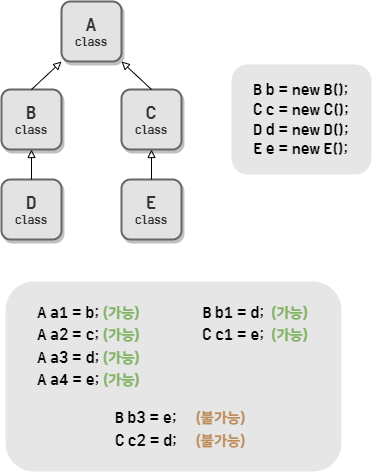 A
class
B
class
C
class
D
class
E
class
B b = new B();
C c = new C();
D d = new D();
E e = new E();
A a1 = b; (가능)
A a2 = c; (가능)
A a3 = d; (가능)
A a4 = e; (가능)
B b1 = d; (가능)
C c1 = e; (가능)
B b3 = e; (불가능)
C c2 = d; (불가능)